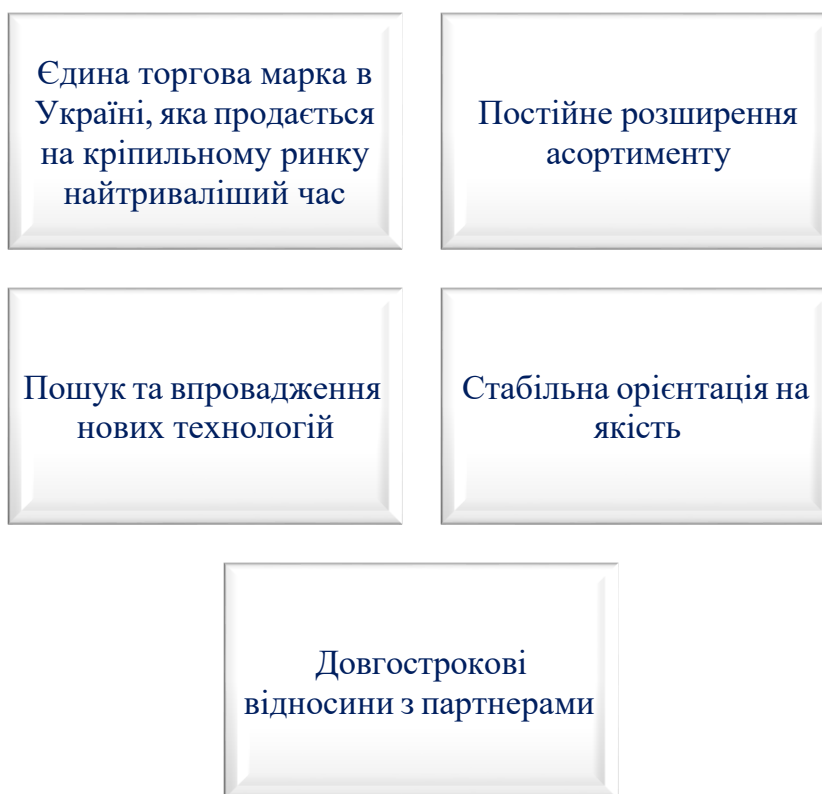 Єдина торгова марка в
Україні, яка продається
на кріпильному ринку
найтриваліший час
Постійне розширення
асортименту
Пошук та впровадження
нових технологій
Стабільна орієнтація на
якість
Довгострокові
відносини з партнерами